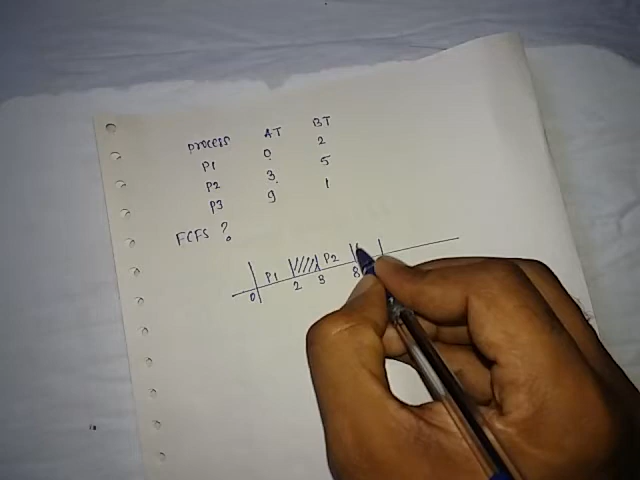 Process AT BT
P1 0 2
P2 3 5
P3 9 1
FCFS ?
P1 P2
0 2 3 8